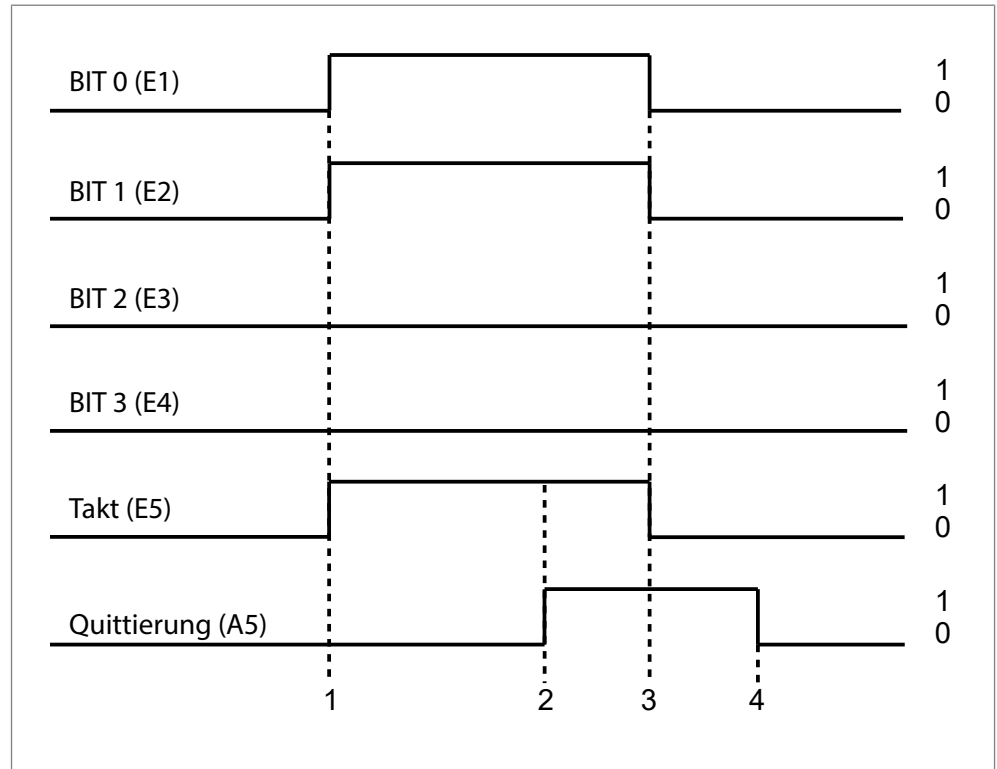 BIT 0 (E1)
1
0
BIT 1 (E2)
1
0
BIT 2 (E3)
1
0
BIT 3 (E4)
1
0
Takt (E5)
1
0
Quittierung (A5)
1
0
1 2 3 4